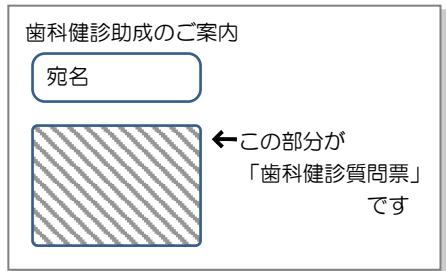 歯科健診助成のご案内
宛名
←この部分が
「歯科健診質問票」
です